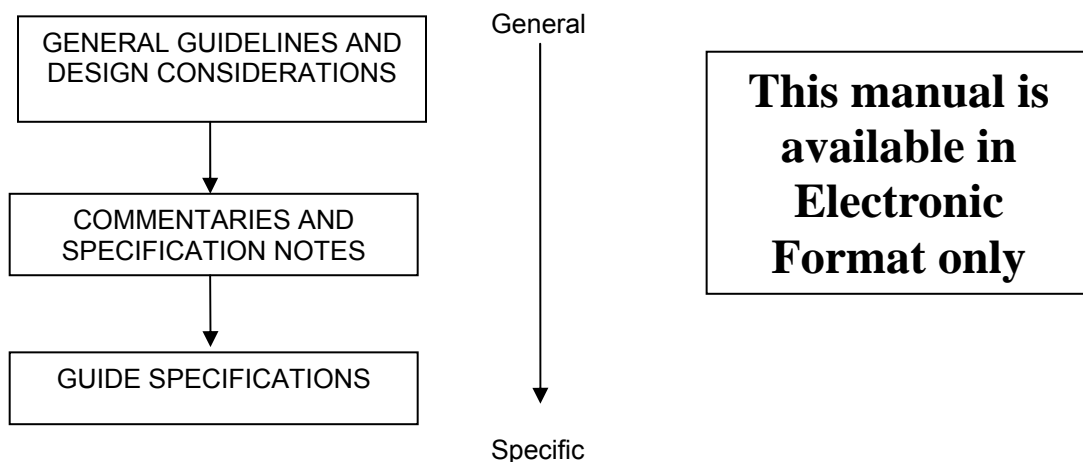 GENERAL GUIDELINES AND
DESIGN CONSIDERATIONS
COMMENTARIES AND
SPECIFICATION NOTES
GUIDE SPECIFICATIONS
General
Specific
This manual is
available in
Electronic
Format only